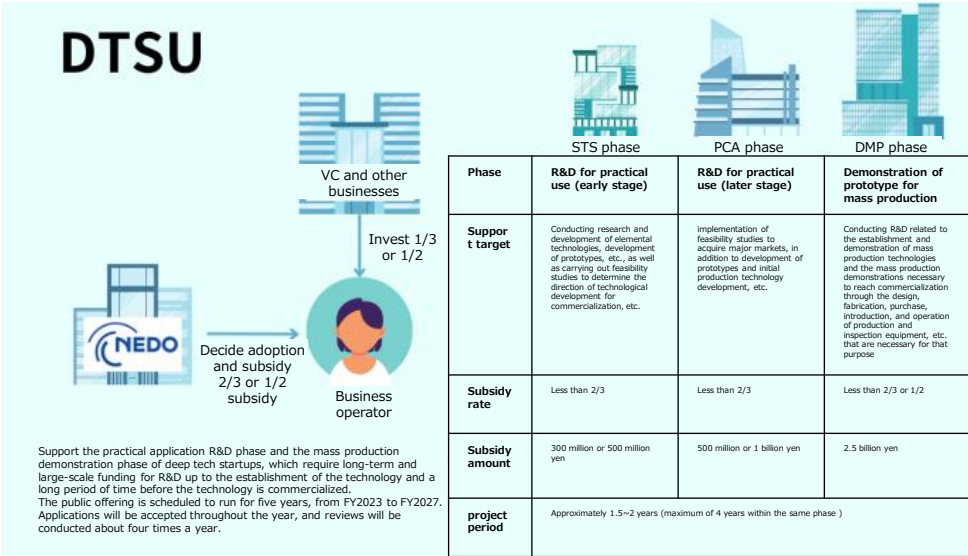 DTSU
VC and other
businesses
Invest 1/3
or 1/2
NEDO
Decide adoption
and subsidy
2/3 or 1/2
subsidy
Business
operator
Support the practical application R&D phase and the mass production
demonstration phase of deep tech startups, which require long-term and
large-scale funding for R&D up to the establishment of the technology and a
long period of time before the technology is commercialized.
The public offering is scheduled to run for five years, from FY2023 to FY2027.
Applications will be accepted throughout the year, and reviews will be
conducted about four times a year.
STS phase
PCA phase
DMP phase
Phase
R&D for practical
use (early stage)
R&D for practical
use (later stage)
Demonstration of
prototype for
mass production
Suppor
t target
Conducting research and
development of elemental
technologies, development
of prototypes, etc., as well
as carrying out feasibility
studies to determine the
direction of technological
development for
commercialization, etc.
implementation of
feasibility studies to
acquire major markets, in
addition to development of
prototypes and initial
production technology
development, etc.
Conducting R&D related to
the establishment and
demonstration of mass
production technologies
and the mass production
demonstrations necessary
to reach commercialization
through the design,
fabrication, purchase,
introduction, and operation
of production and
inspection equipment, etc.
that are necessary for that
purpose
Subsidy
rate
Less than 2/3
Less than 2/3
Less than 2/3 or 1/2
Subsidy
amount
300 million or 500 million
yen
500 million or 1 billion yen
2.5 billion yen
project
period
Approximately 1.5~2 years (maximum of 4 years within the same phase )